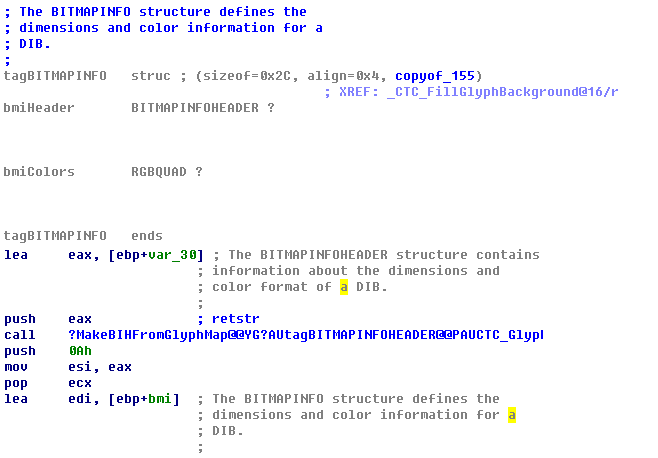 ; The BITMAPINFO structure defines the
; dimensions and color information for a
; DIB.
;
tagBITMAPINFO struc ; (sizeof=0x2C, align=0x4, copyof_155)
; XREF: _CTC_FillGlyphBackground@16/r
bmiHeader BITMAPINFOHEADER ?
bmiColors RGBQUAD ?
tagBITMAPINFO ends
lea eax, [ebp+var_30] ; The BITMAPINFOHEADER structure contains
; information about the dimensions and
; color format of a DIB.
;
push eax ; retstr
call ?MakeBIHFromGlyphMap@@YG?AUtagBITMAPINFOHEADER@@PAUCTC_Glyp
push 0Ah
mov esi, eax
pop ecx
lea edi, [ebp+bmi] ; The BITMAPINFO structure defines the
; dimensions and color information for a
; DIB.
;